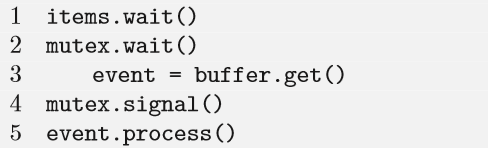 1 items.wait()
2 mutex.wait()
3     event = buffer.get()
4 mutex.signal()
5 event.process()